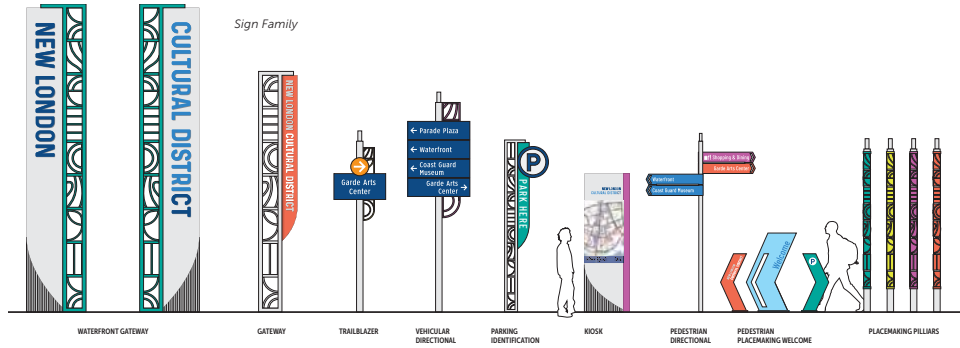 Sign Family
NEW LONDON
CULTURAL DISTRICT
NEW LONDON CULTURAL DISTRICT
Garde Arts
Center
← Parade Plaza
← Waterfront
← Coast Guard
Museum
Garde Arts →
Center
P
PARK HERE
NEW LONDON
CULTURAL DISTRICT
Shopping & Dining
Garde Arts Center
Waterfront
Coast Guard Museum
Welcome
P
WATERFRONT GATEWAY
GATEWAY
TRAILBLAZER
VEHICULAR
DIRECTIONAL
PARKING
IDENTIFICATION
KIOSK
PEDESTRIAN
DIRECTIONAL
PEDESTRIAN
PLACEMAKING WELCOME
PLACEMAKING PILLIARS